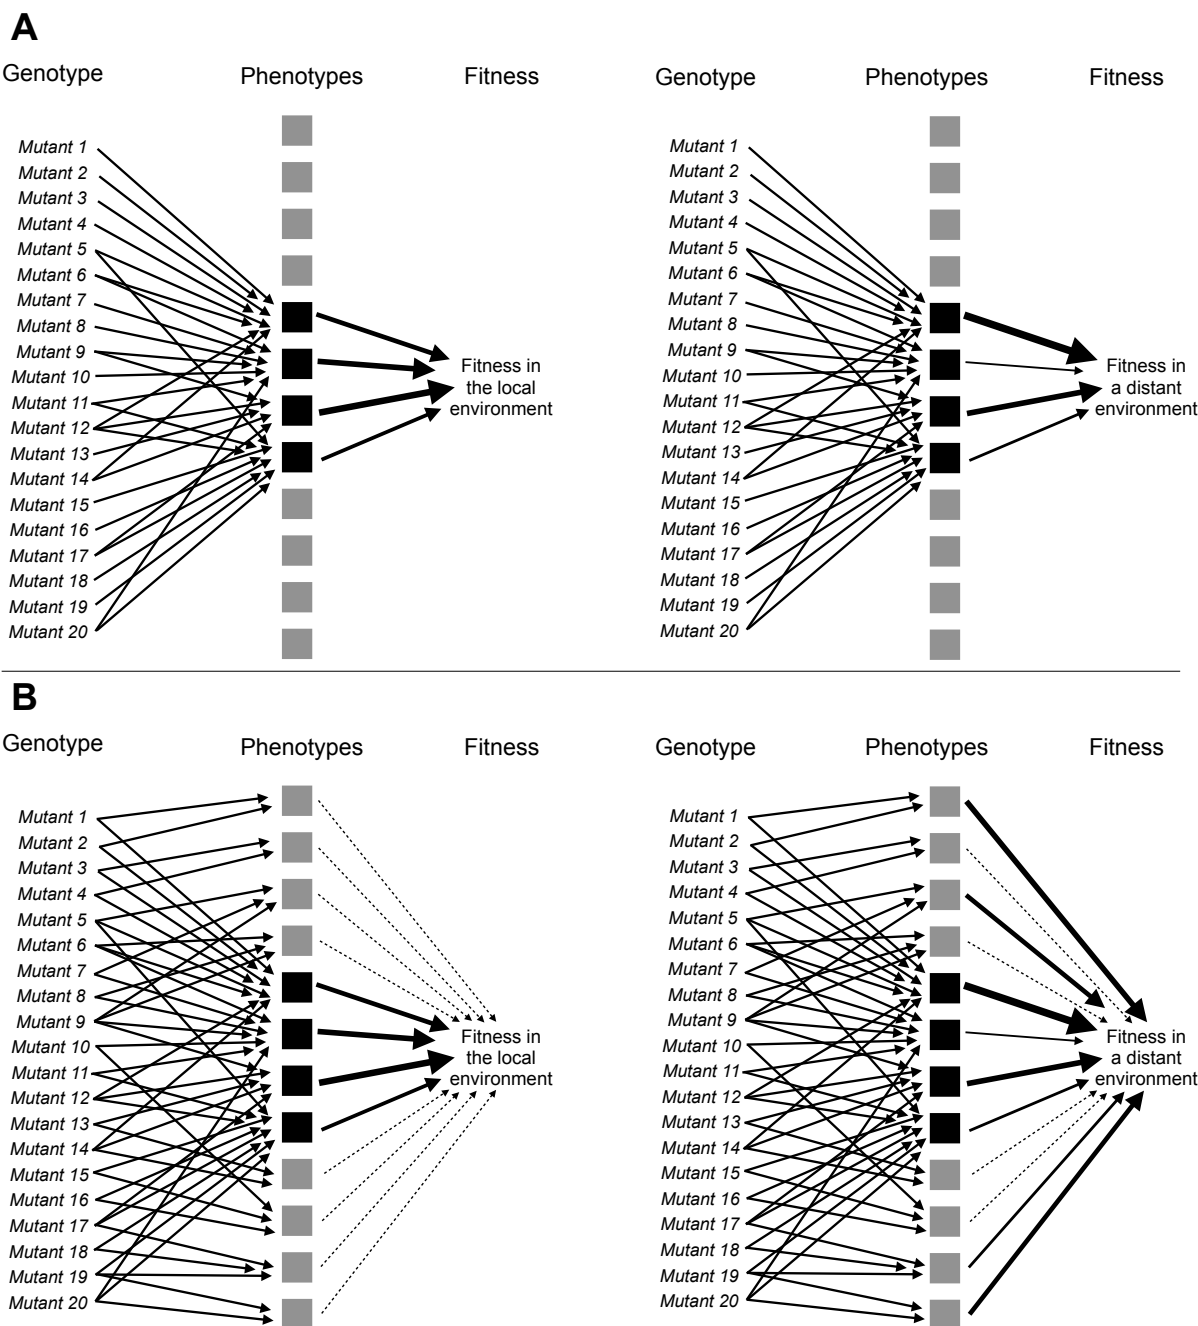 A
Genotype Phenotypes Fitness
Mutant 1
Mutant 2
Mutant 3
Mutant 4
Mutant 5
Mutant 6
Mutant 7
Mutant 8
Mutant 9
Mutant 10
Mutant 11
Mutant 12
Mutant 13
Mutant 14
Mutant 15
Mutant 16
Mutant 17
Mutant 18
Mutant 19
Mutant 20
Fitness in
the local
environment
Genotype Phenotypes Fitness
Mutant 1
Mutant 2
Mutant 3
Mutant 4
Mutant 5
Mutant 6
Mutant 7
Mutant 8
Mutant 9
Mutant 10
Mutant 11
Mutant 12
Mutant 13
Mutant 14
Mutant 15
Mutant 16
Mutant 17
Mutant 18
Mutant 19
Mutant 20
Fitness in
a distant
environment
B
Genotype Phenotypes Fitness
Mutant 1
Mutant 2
Mutant 3
Mutant 4
Mutant 5
Mutant 6
Mutant 7
Mutant 8
Mutant 9
Mutant 10
Mutant 11
Mutant 12
Mutant 13
Mutant 14
Mutant 15
Mutant 16
Mutant 17
Mutant 18
Mutant 19
Mutant 20
Fitness in
the local
environment
Genotype Phenotypes Fitness
Mutant 1
Mutant 2
Mutant 3
Mutant 4
Mutant 5
Mutant 6
Mutant 7
Mutant 8
Mutant 9
Mutant 10
Mutant 11
Mutant 12
Mutant 13
Mutant 14
Mutant 15
Mutant 16
Mutant 17
Mutant 18
Mutant 19
Mutant 20
Fitness in
a distant
environment